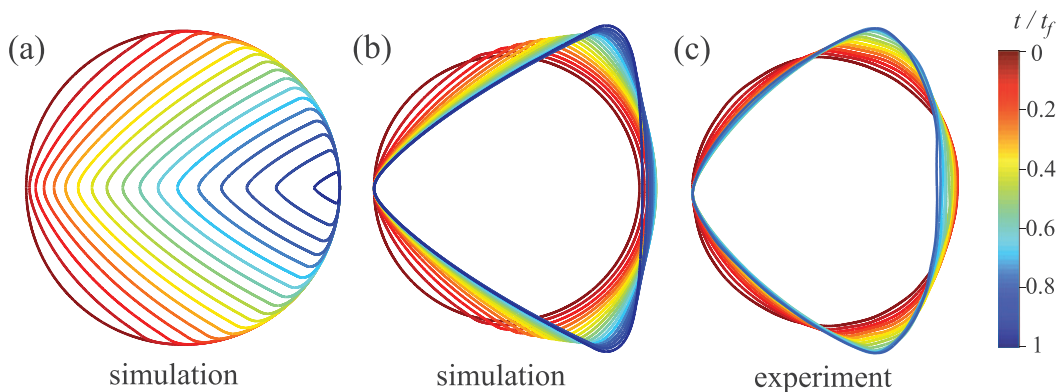 (a)
(b)
(c)
t / t_f
0
0.2
0.4
0.6
0.8
1
simulation
simulation
experiment